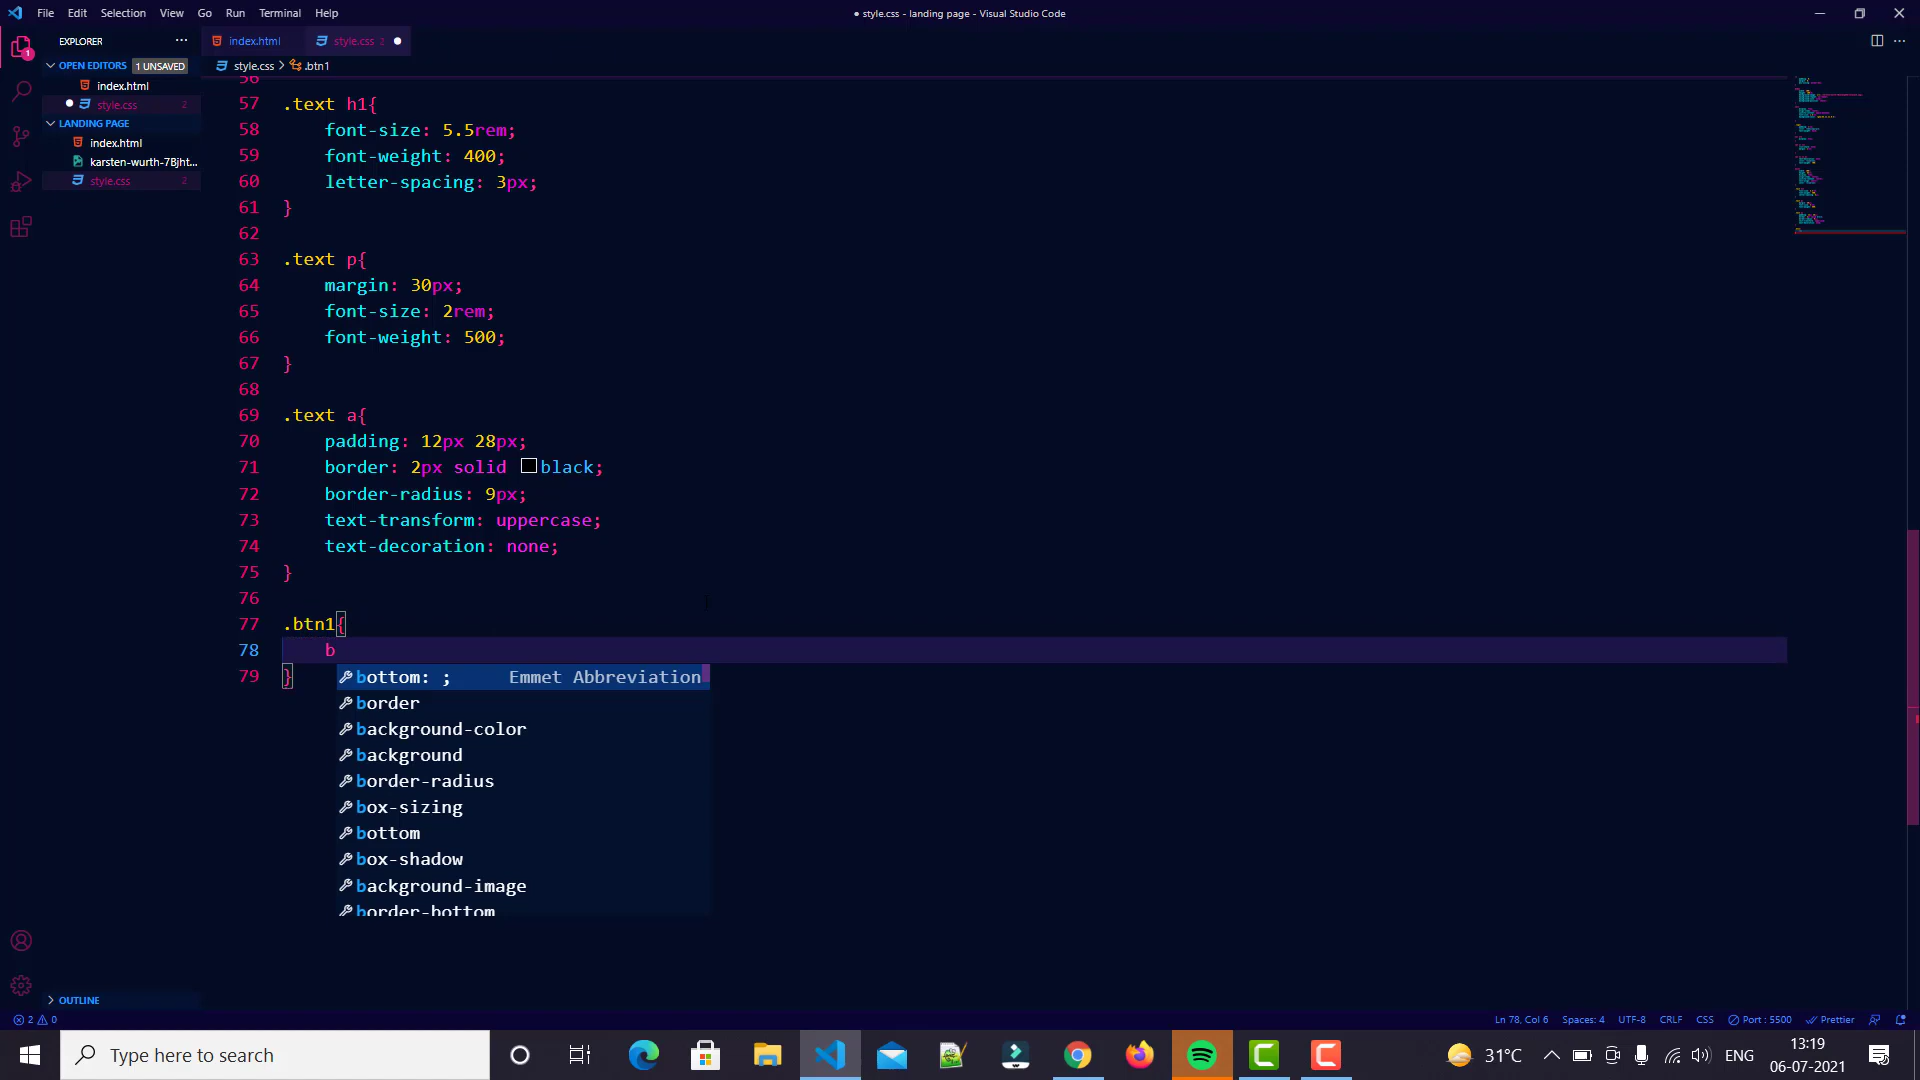 File Edit Selection View Go Run Terminal Help
● style.css - landing page - Visual Studio Code
EXPLORER ···
index.html
style.css 2 ●
OPEN EDITORS 1 UNSAVED
style.css > .btn1
index.html
● style.css 2
LANDING PAGE
index.html
karsten-wurth-7Bjht...
style.css 2
56
57 .text h1{
58 font-size: 5.5rem;
59 font-weight: 400;
60 letter-spacing: 3px;
61 }
62
63 .text p{
64 margin: 30px;
65 font-size: 2rem;
66 font-weight: 500;
67 }
68
69 .text a{
70 padding: 12px 28px;
71 border: 2px solid black;
72 border-radius: 9px;
73 text-transform: uppercase;
74 text-decoration: none;
75 }
76
77 .btn1{
78 b
79 }
bottom: ; Emmet Abbreviation
border
background-color
background
border-radius
box-sizing
bottom
box-shadow
background-image
border-bottom
OUTLINE
2 0
Ln 78, Col 6 Spaces: 4 UTF-8 CRLF CSS Port : 5500 Prettier
Type here to search
31°C
ENG
13:19
06-07-2021